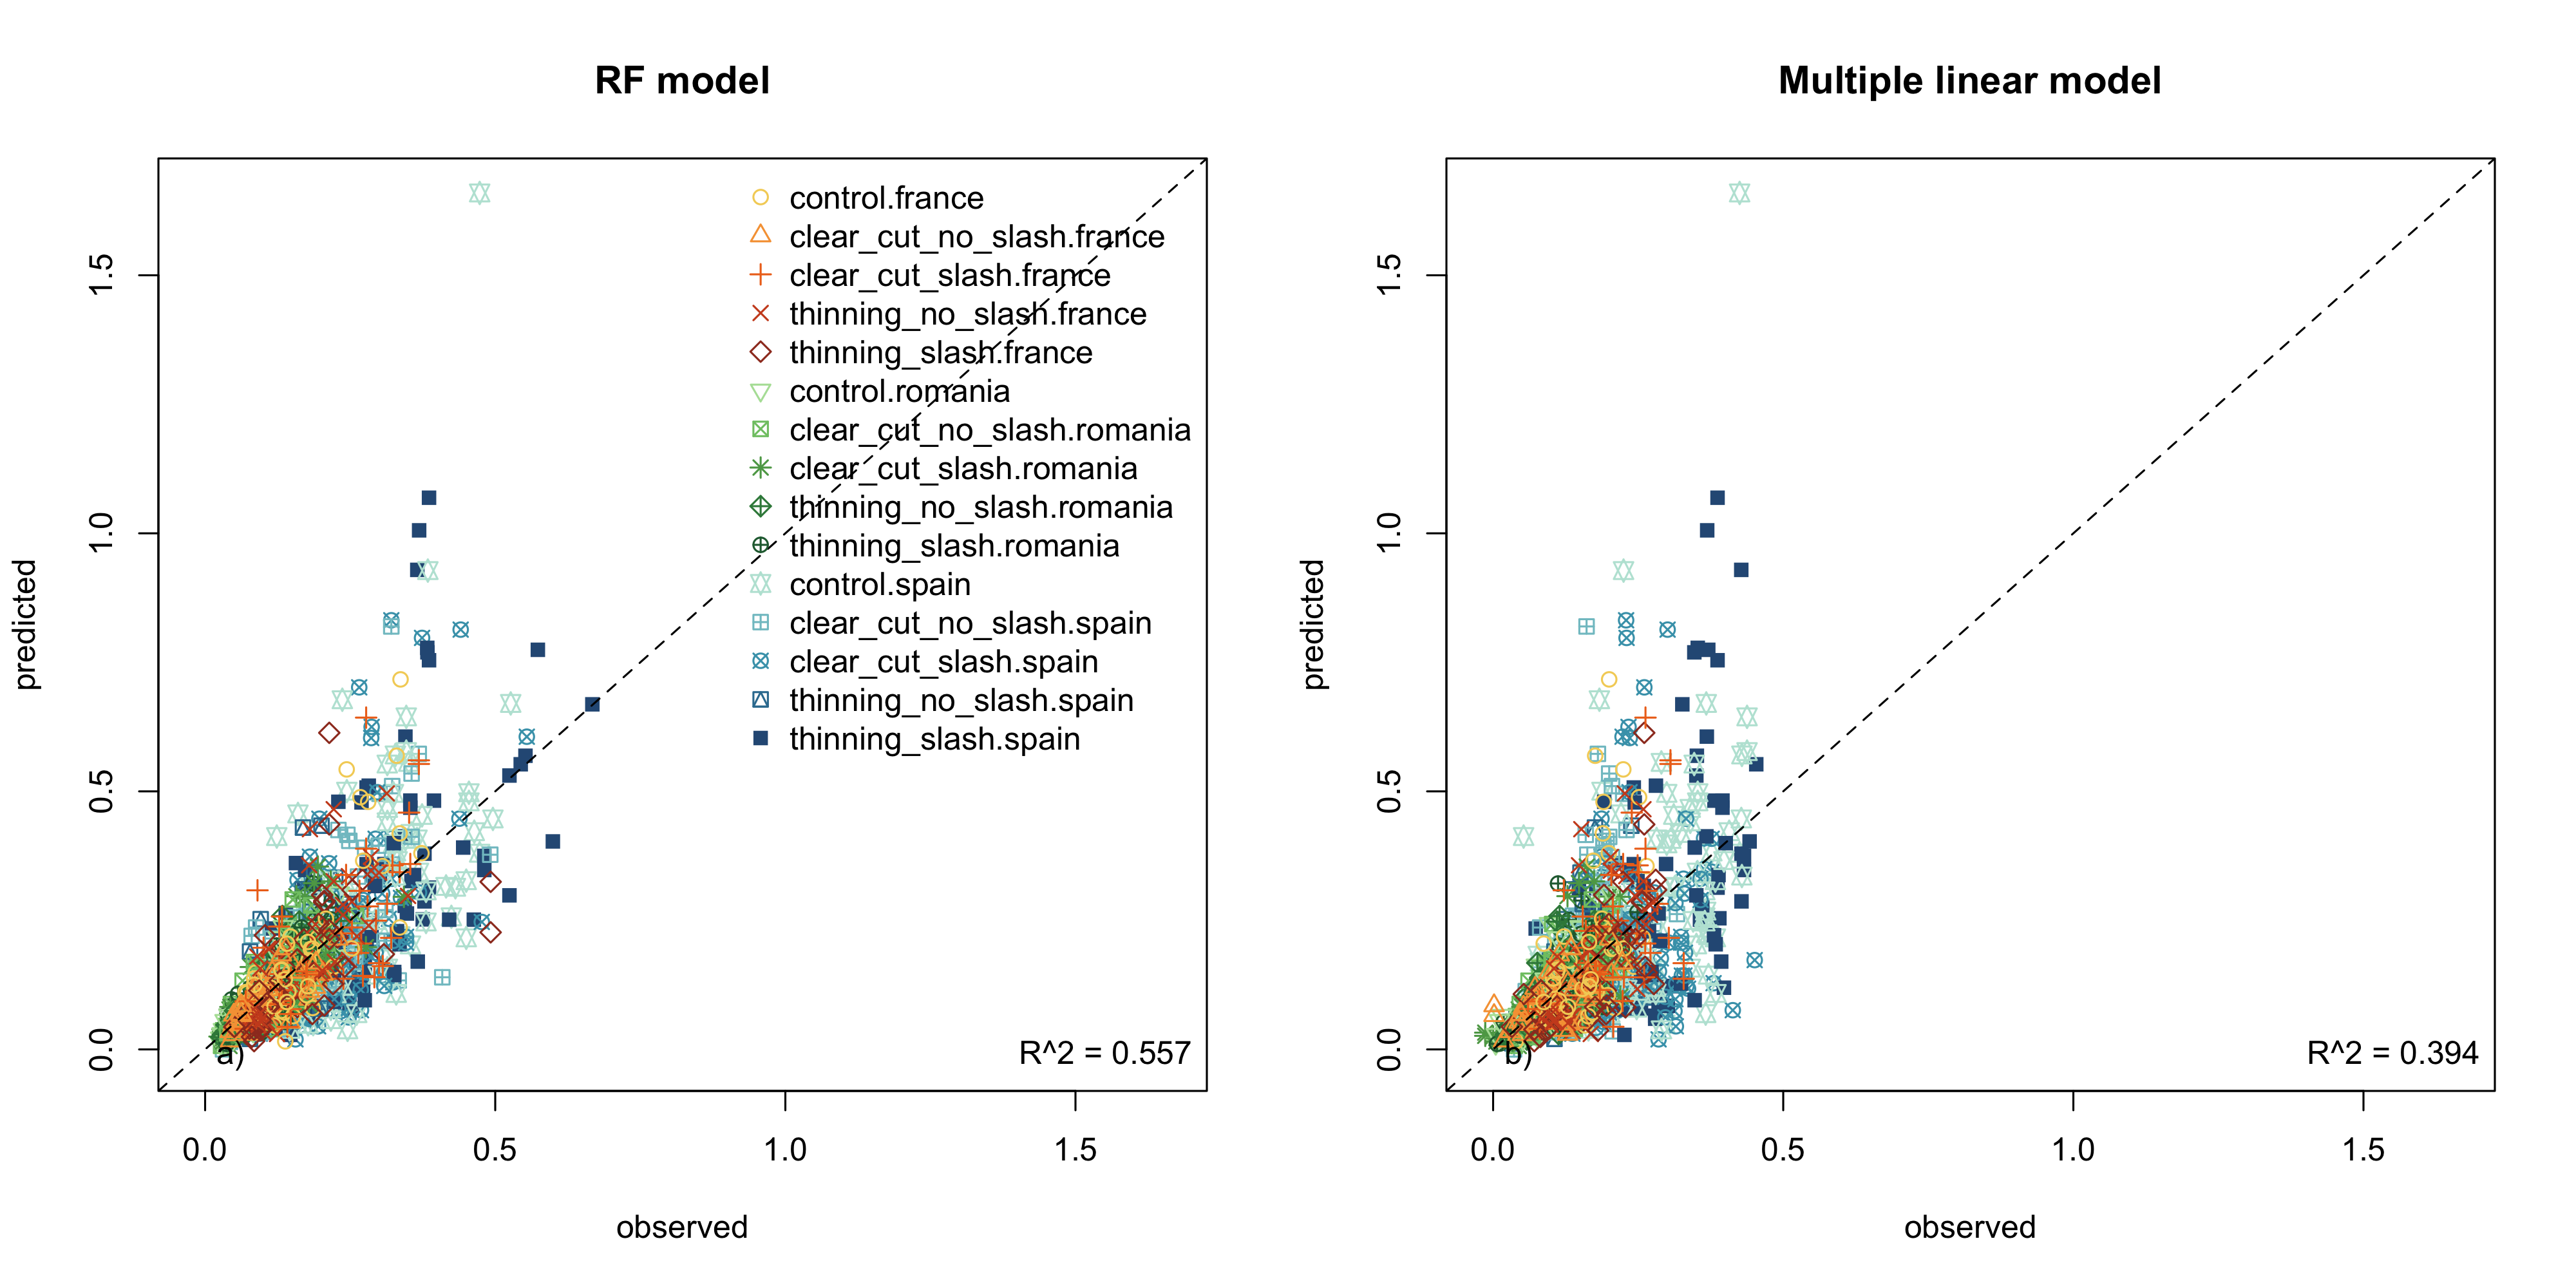 RF model
predicted
1.5
1.0
0.5
0.0
control.france
clear_cut_no_slash.france
clear_cut_slash.france
thinning_no_slash.france
thinning_slash.france
control.romania
clear_cut_no_slash.romania
clear_cut_slash.romania
thinning_no_slash.romania
thinning_slash.romania
control.spain
clear_cut_no_slash.spain
clear_cut_slash.spain
thinning_no_slash.spain
thinning_slash.spain
a)
R^2 = 0.557
0.0 0.5 1.0 1.5
observed
Multiple linear model
predicted
1.5
1.0
0.5
0.0
b)
R^2 = 0.394
0.0 0.5 1.0 1.5
observed